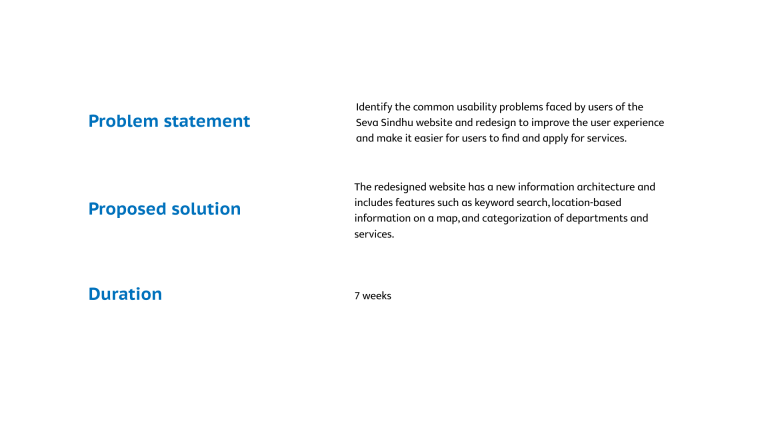 Problem statement
Identify the common usability problems faced by users of the
Seva Sindhu website and redesign to improve the user experience
and make it easier for users to find and apply for services.
Proposed solution
The redesigned website has a new information architecture and
includes features such as keyword search, location-based
information on a map, and categorization of departments and
services.
Duration
7 weeks